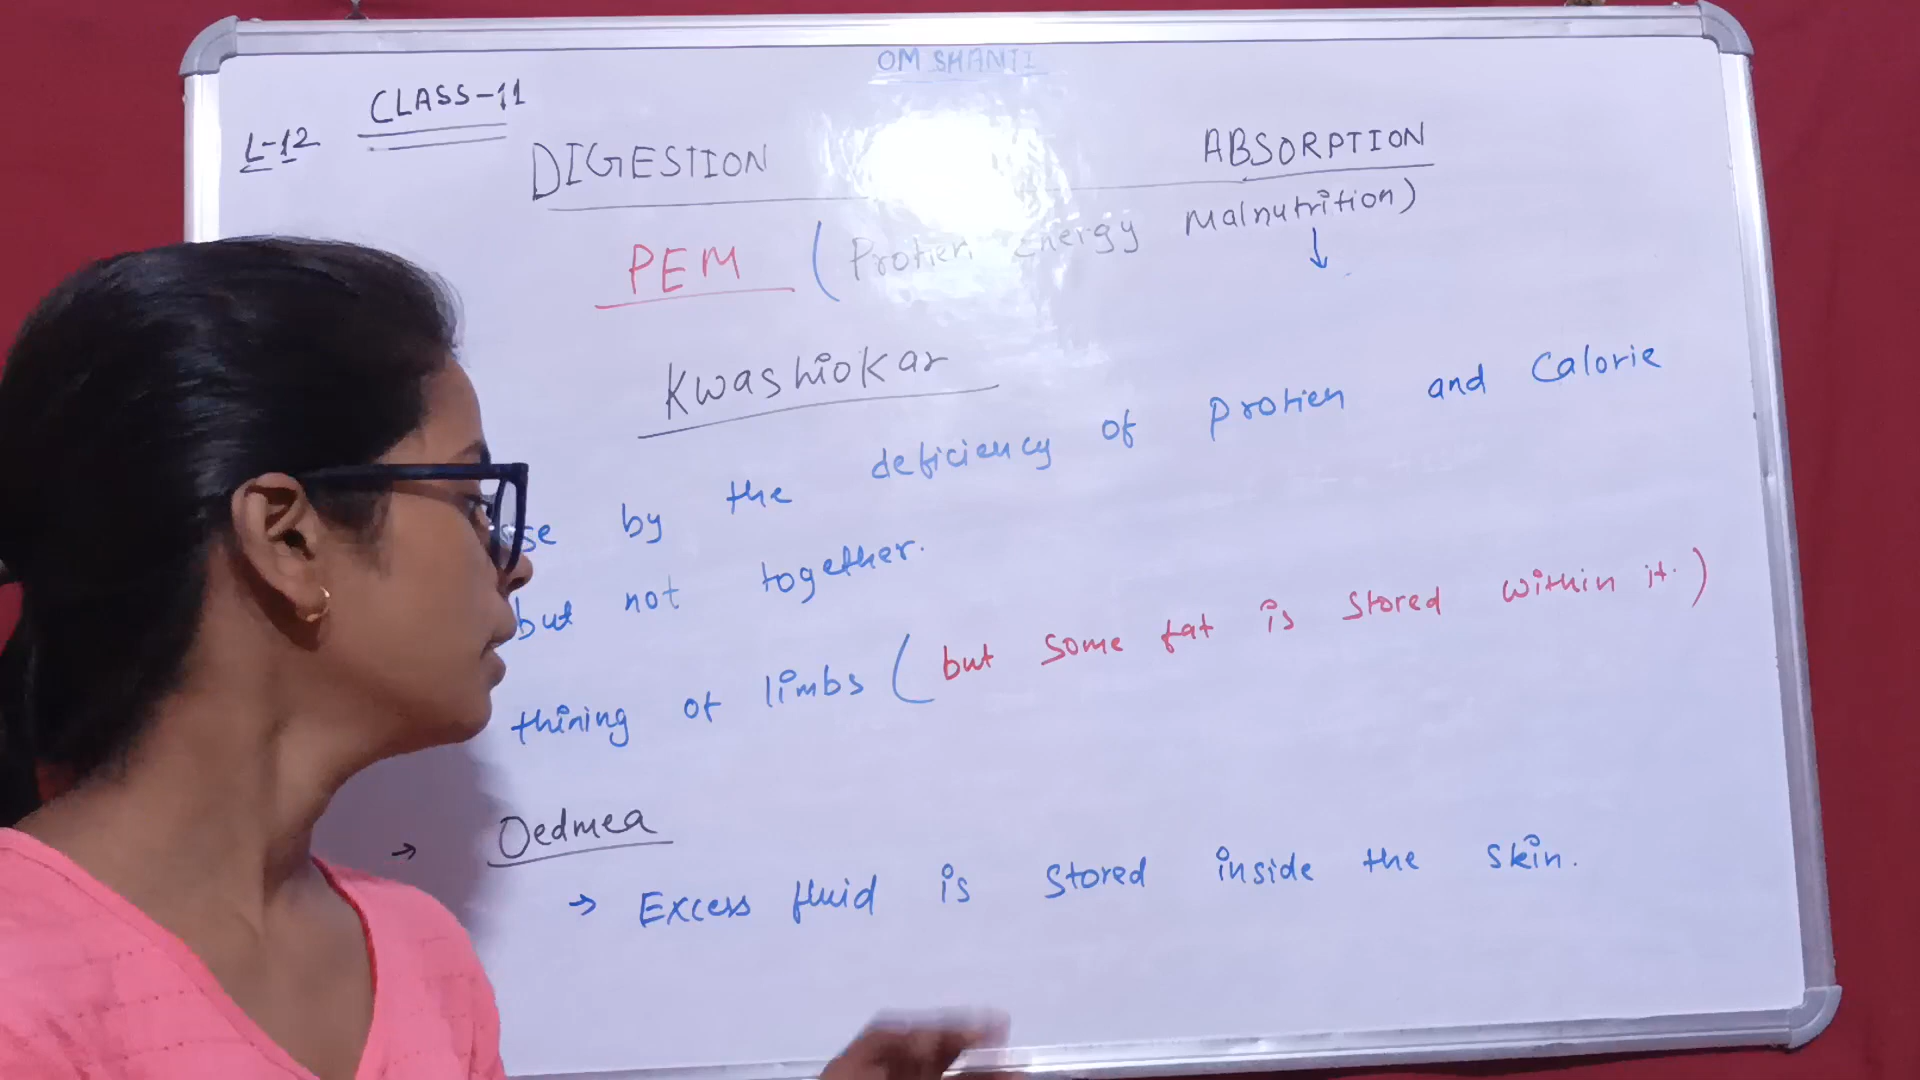 OM SHANTI
CLASS-11
L-12
DIGESTION ABSORPTION
PEM (Protien Energy Malnutrition)
Kwashiokar
se by the deficiency of protien and Calorie
but not together.
thining of limbs (but some fat is stored within it.)
→ Oedmea
→ Excess fluid is stored inside the skin.